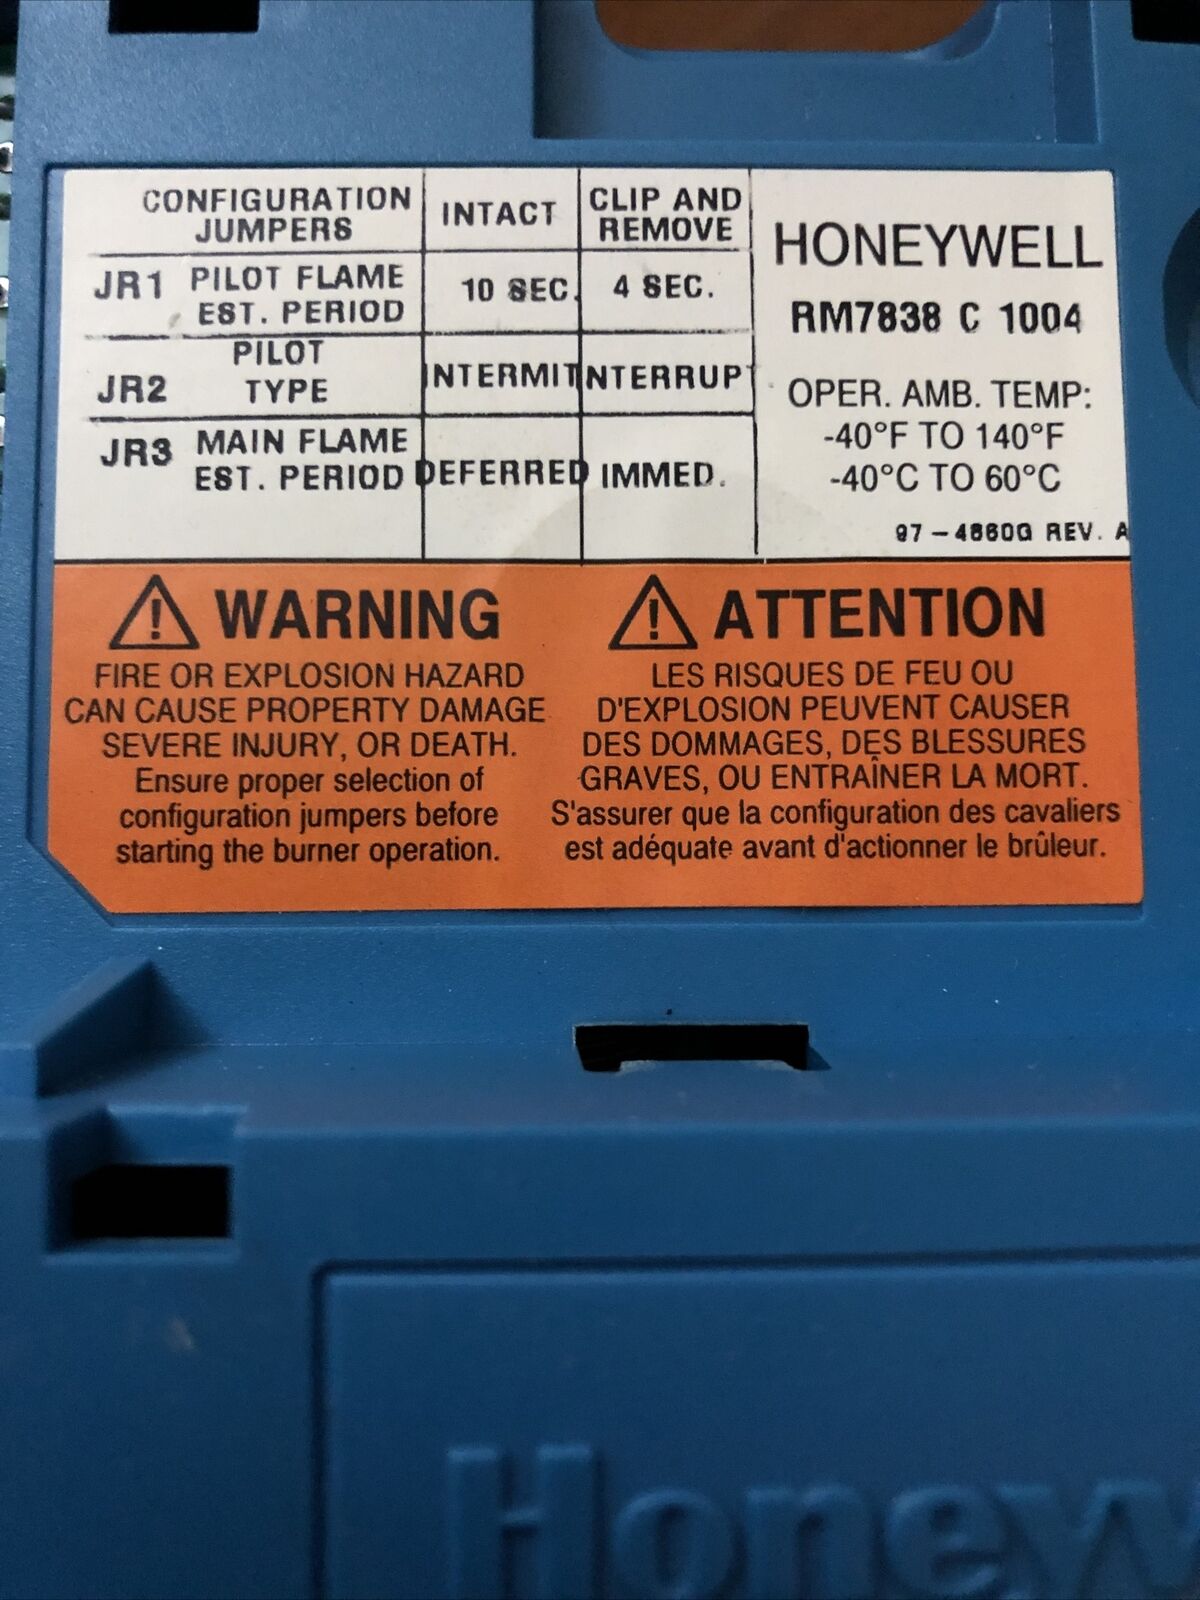 CONFIGURATION JUMPERS INTACT CLIP AND REMOVE
JR1 PILOT FLAME EST. PERIOD 10 SEC. 4 SEC.
JR2 PILOT TYPE INTERMIT INTERRUPT
JR3 MAIN FLAME EST. PERIOD DEFERRED IMMED.
HONEYWELL
RM7838 C 1004
OPER. AMB. TEMP:
-40°F TO 140°F
-40°C TO 60°C
97-4860G REV. A
WARNING
FIRE OR EXPLOSION HAZARD
CAN CAUSE PROPERTY DAMAGE
SEVERE INJURY, OR DEATH.
Ensure proper selection of
configuration jumpers before
starting the burner operation.
ATTENTION
LES RISQUES DE FEU OU
D'EXPLOSION PEUVENT CAUSER
DES DOMMAGES, DES BLESSURES
GRAVES, OU ENTRAÎNER LA MORT.
S'assurer que la configuration des cavaliers
est adéquate avant d'actionner le brûleur.
Honeyw